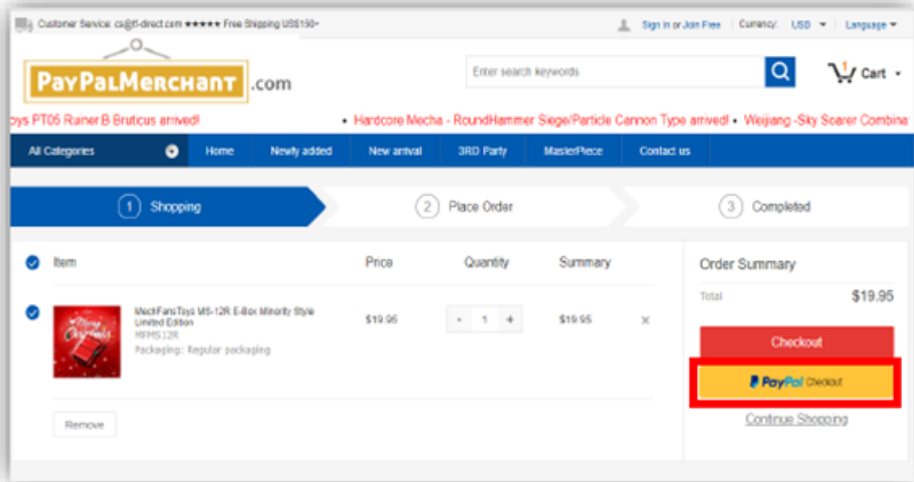 Customer Service: cs@tf-direct.com ★★★★★ Free Shipping US$150+
Sign in or Join Free Currency: USD Language
PAYPALMERCHANT.com
Enter search keywords
1
Cart
oys PT05 Ruiner.B Bruticus arrived! • Hardcore Mecha - RoundHammer Siege/Particle Cannon Type arrived! • Weijiang -Sky Soarer Combina
All Categories Home Newly added New arrival 3RD Party MasterPiece Contact us
1 Shopping 2 Place Order 3 Completed
Item Price Quantity Summary
Order Summary
Total $19.95
Merry Christmas
MechFansToys MS-12R E-Box Minority Style
Limited Edition
MFMS12R
Packaging: Regular packaging
$19.95 - 1 + $19.95 ×
Checkout
PayPal Checkout
Continue Shopping
Remove